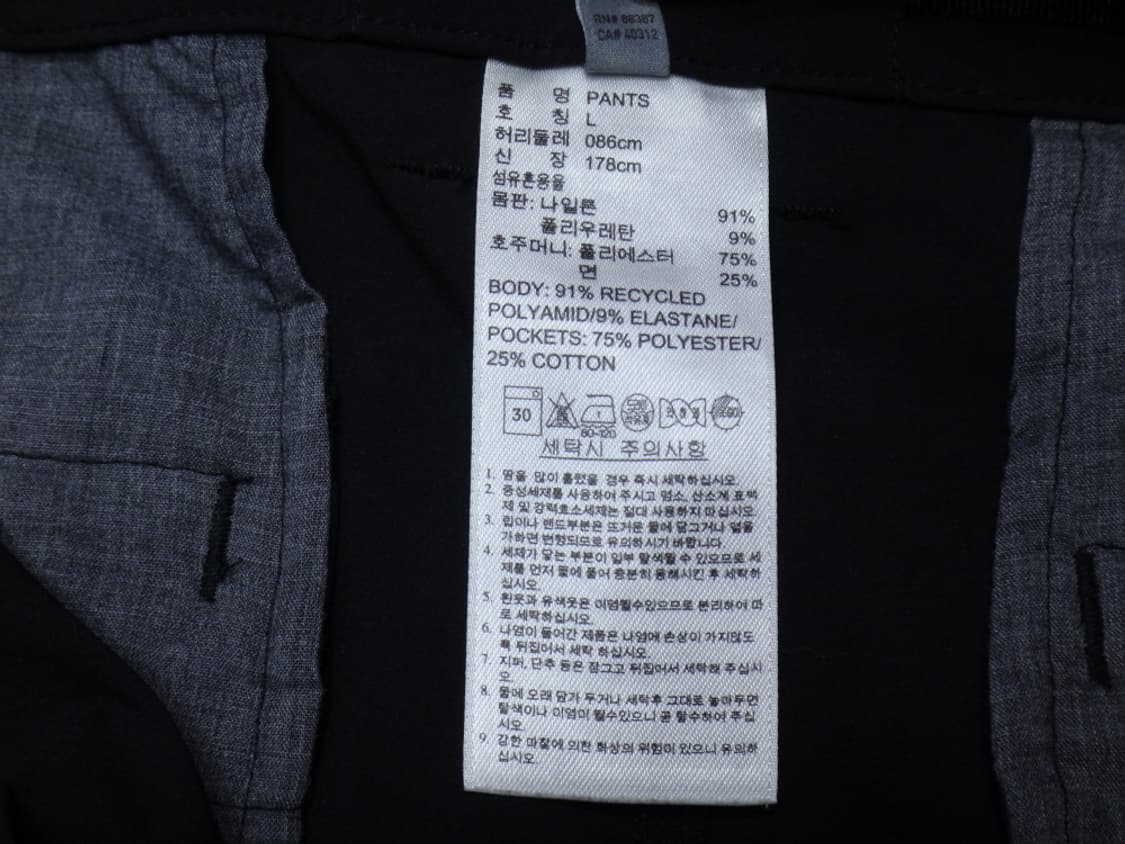 RN# 88387
CA# 40312
품 명 PANTS
호 칭 L
허리둘레 086cm
신 장 178cm
섬유혼용율
몸판: 나일론 91%
폴리우레탄 9%
호주머니: 폴리에스터 75%
면 25%
BODY: 91% RECYCLED
POLYAMID/9% ELASTANE/
POCKETS: 75% POLYESTER/
25% COTTON
30
80-120
세탁시 주의사항
1. 땀을 많이 흘렸을 경우 즉시 세탁하십시오.
2. 중성세제를 사용하여 주시고 염소, 산소계 표백
제 및 강력효소세제는 절대 사용하지 마십시오.
3. 립이나 밴드부분은 뜨거운 물에 담그거나 열을
가하면 변형되므로 유의하시기 바랍니다
4. 세제가 닿는 부분이 일부 탈색될 수 있으므로 세
제를 먼저 물에 풀어 충분히 용해시킨 후 세탁하
십시오.
5. 흰옷과 유색옷은 이염될수있으므로 분리하여 따
로 세탁하십시오.
6. 나염이 들어간 제품은 나염에 손상이 가지않도
록 뒤집어서 세탁 하십시오.
7. 지퍼, 단추 등은 잠그고 뒤집어서 세탁해 주십시
오.
8. 물에 오래 담가 두거나 세탁후 그대로 놓아두면
탈색이나 이염이 될수있으니 곧 탈수하여 주십
시오.
9. 강한 마찰에 의한 화상의 위험이 있으니 유의하
십시오.